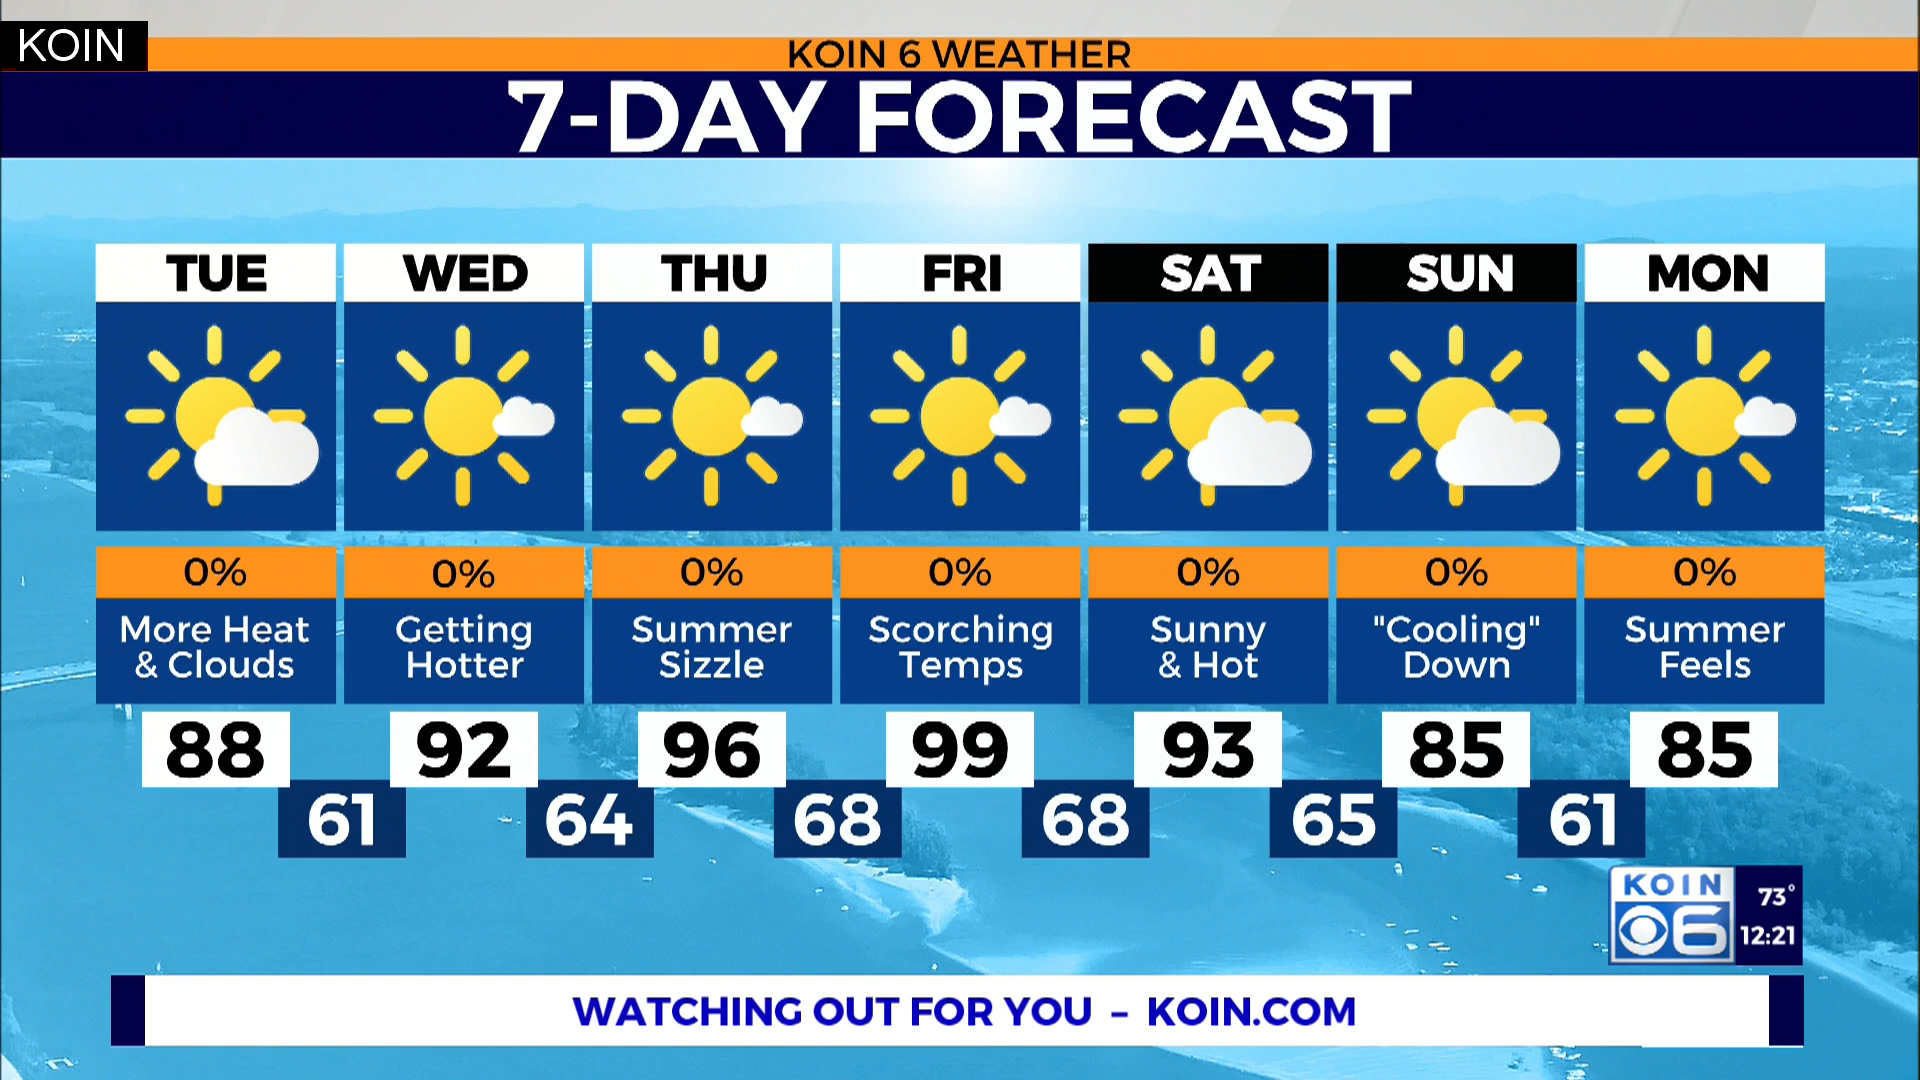 KOIN
KOIN 6 WEATHER
7-DAY FORECAST
TUE WED THU FRI SAT SUN MON
0% 0% 0% 0% 0% 0% 0%
More Heat
& Clouds
Getting
Hotter
Summer
Sizzle
Scorching
Temps
Sunny
& Hot
"Cooling"
Down
Summer
Feels
88 92 96 99 93 85 85
61 64 68 68 65 61
KOIN
6
73°
12:21
WATCHING OUT FOR YOU – KOIN.COM